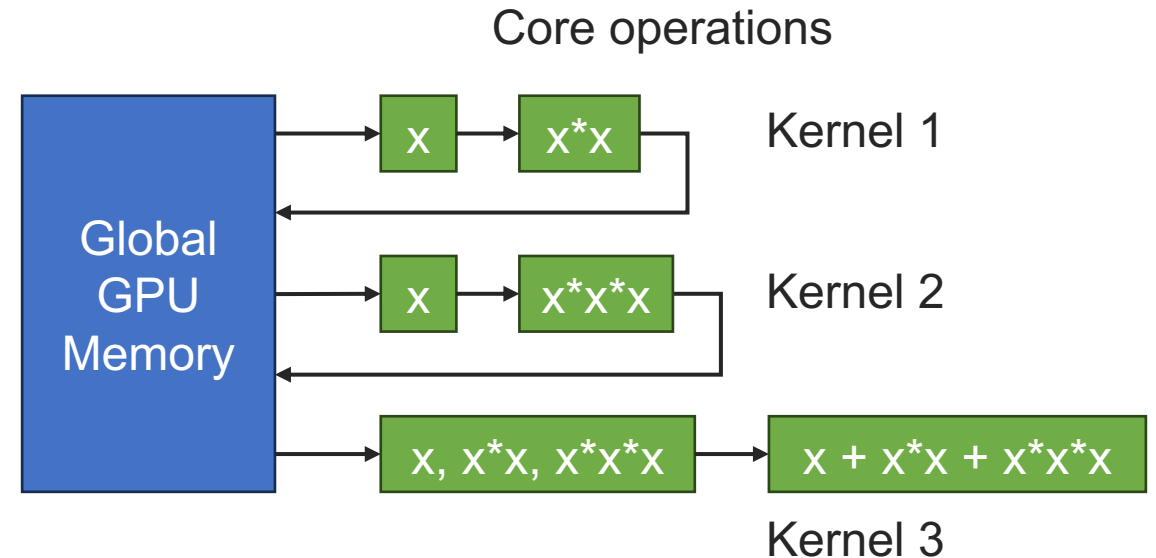 Core operations
x
x*x
Kernel 1
Global
GPU
Memory
x
x*x*x
Kernel 2
x, x*x, x*x*x
x + x*x + x*x*x
Kernel 3